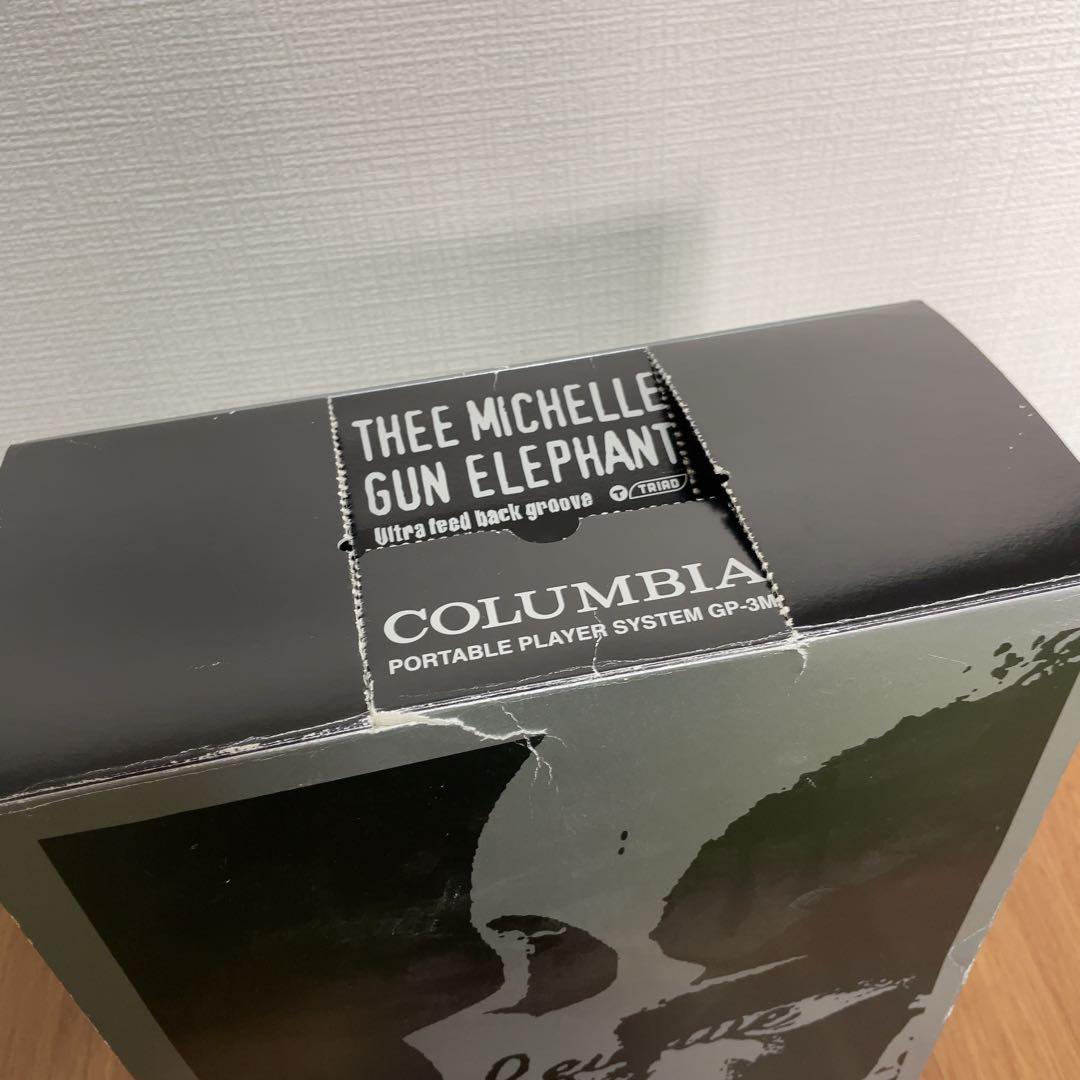 THEE MICHELLE
GUN ELEPHANT
Ultra feed back groove
T TRIAD
COLUMBIA
PORTABLE PLAYER SYSTEM GP-3M